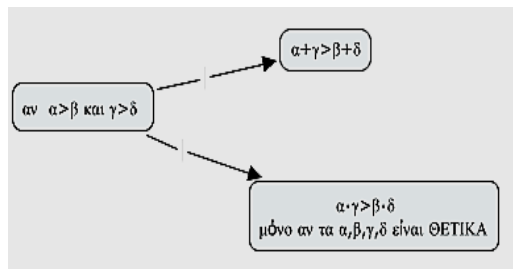 α+γ>β+δ
αν α>β και γ>δ
α·γ>β·δ
μόνο αν τα α,β,γ,δ είναι ΘΕΤΙΚΑ